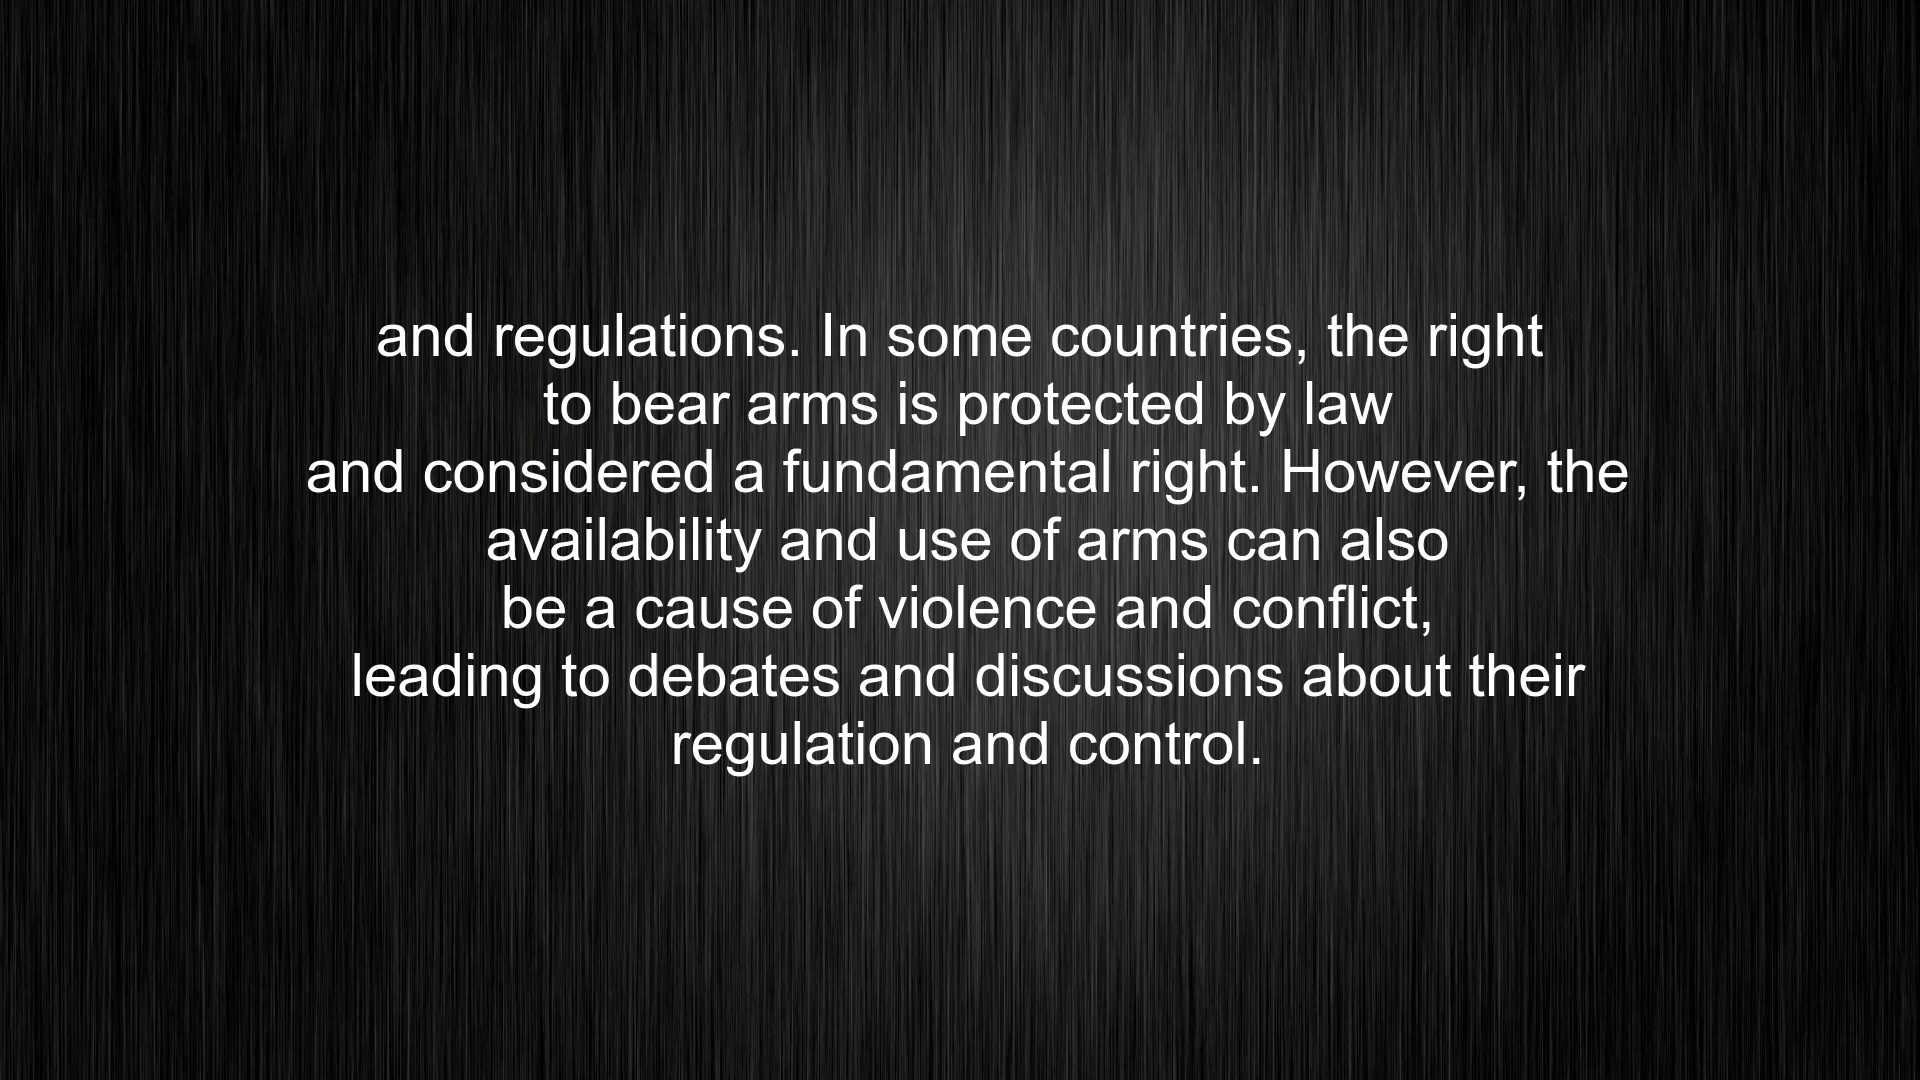 and regulations. In some countries, the right
to bear arms is protected by law
and considered a fundamental right. However, the
availability and use of arms can also
be a cause of violence and conflict,
leading to debates and discussions about their
regulation and control.